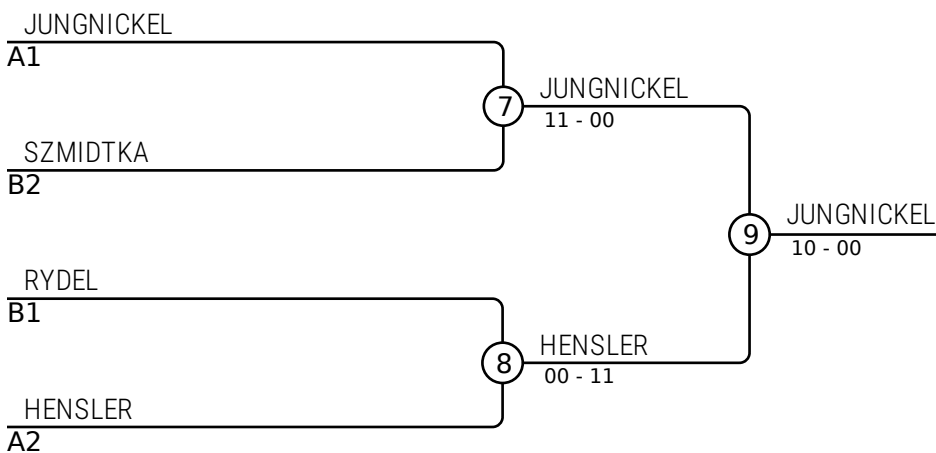 JUNGNICKEL
A1
7
JUNGNICKEL
11 - 00
SZMIDTKA
B2
9
JUNGNICKEL
10 - 00
RYDEL
B1
8
HENSLER
00 - 11
HENSLER
A2